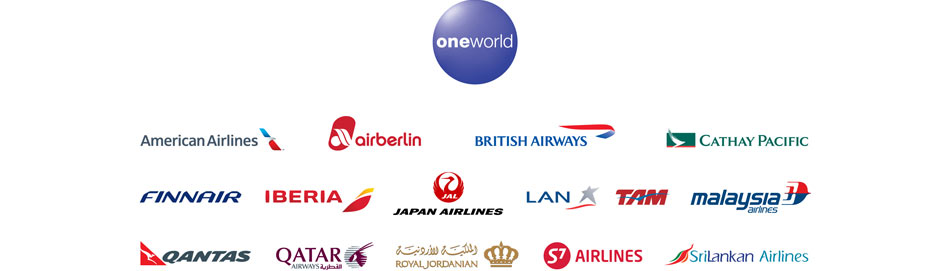 oneworld
American Airlines
airberlin
BRITISH AIRWAYS
CATHAY PACIFIC
FINNAIR
IBERIA
JAL
JAPAN AIRLINES
LAN
TAM
malaysia
airlines
QANTAS
QATAR
AIRWAYS القطرية
الملكية الأردنية
ROYAL JORDANIAN
S7 AIRLINES
SriLankan Airlines